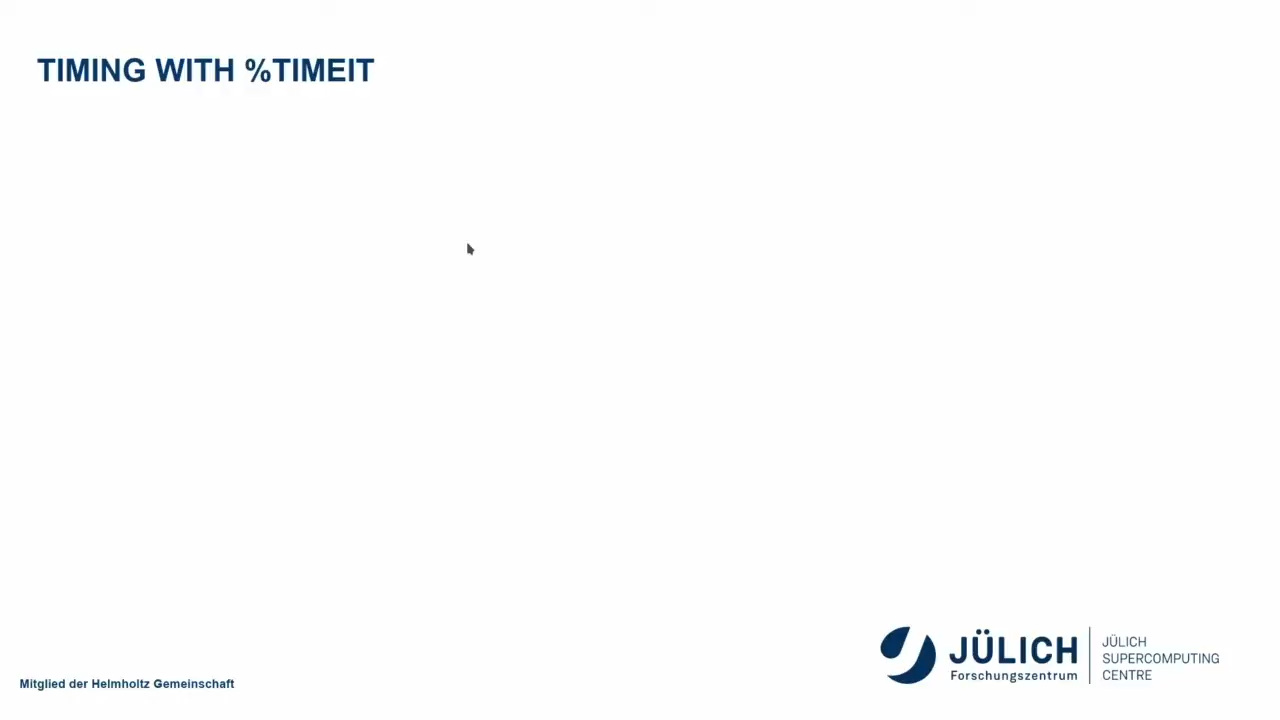 TIMING WITH %TIMEIT
JÜLICH
Forschungszentrum
JÜLICH
SUPERCOMPUTING
CENTRE
Mitglied der Helmholtz Gemeinschaft